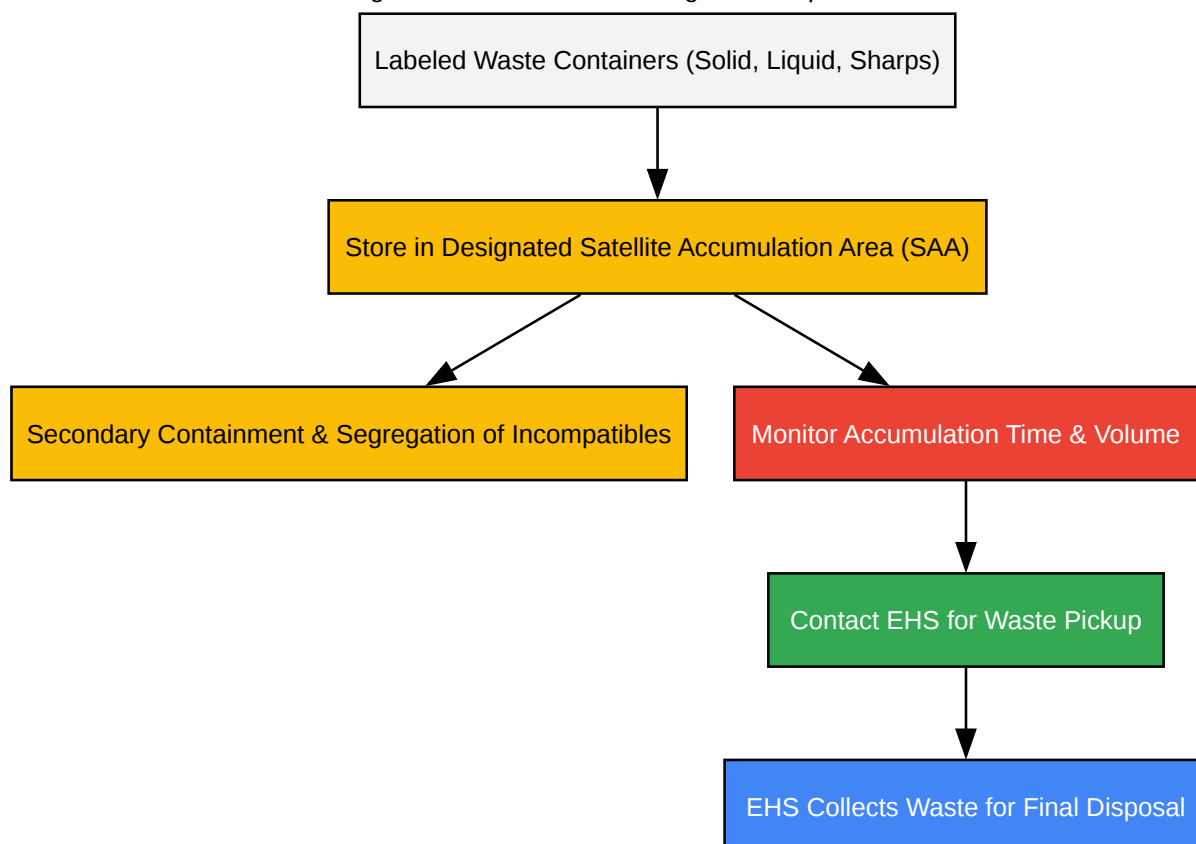 Labeled Waste Containers (Solid, Liquid, Sharps)
Store in Designated Satellite Accumulation Area (SAA)
Secondary Containment & Segregation of Incompatibles
Monitor Accumulation Time & Volume
Contact EHS for Waste Pickup
EHS Collects Waste for Final Disposal